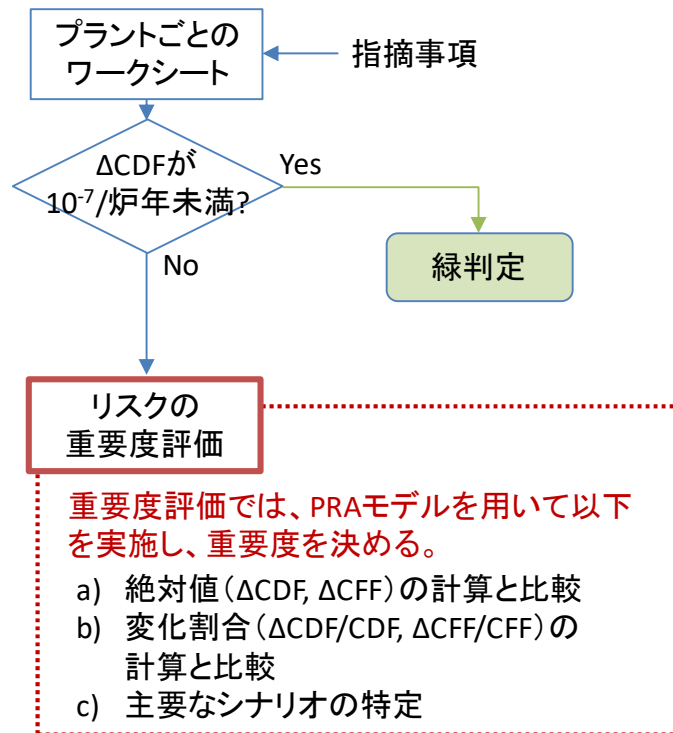 プラントごとの
ワークシート
指摘事項
ΔCDFが
10⁻⁷/炉年未満?
Yes
緑判定
No
リスクの
重要度評価
重要度評価では、PRAモデルを用いて以下
を実施し、重要度を決める。
a) 絶対値（ΔCDF, ΔCFF）の計算と比較
b) 変化割合（ΔCDF/CDF, ΔCFF/CFF）の
計算と比較
c) 主要なシナリオの特定